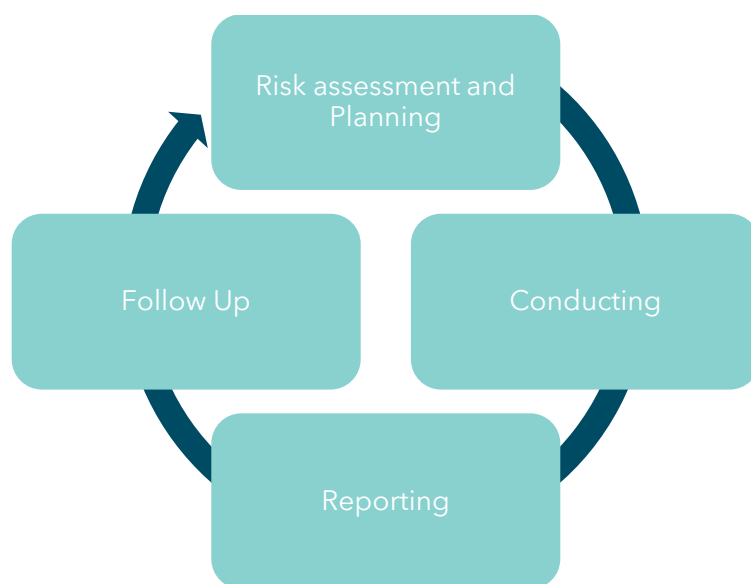 Risk assessment and
Planning
Conducting
Reporting
Follow Up